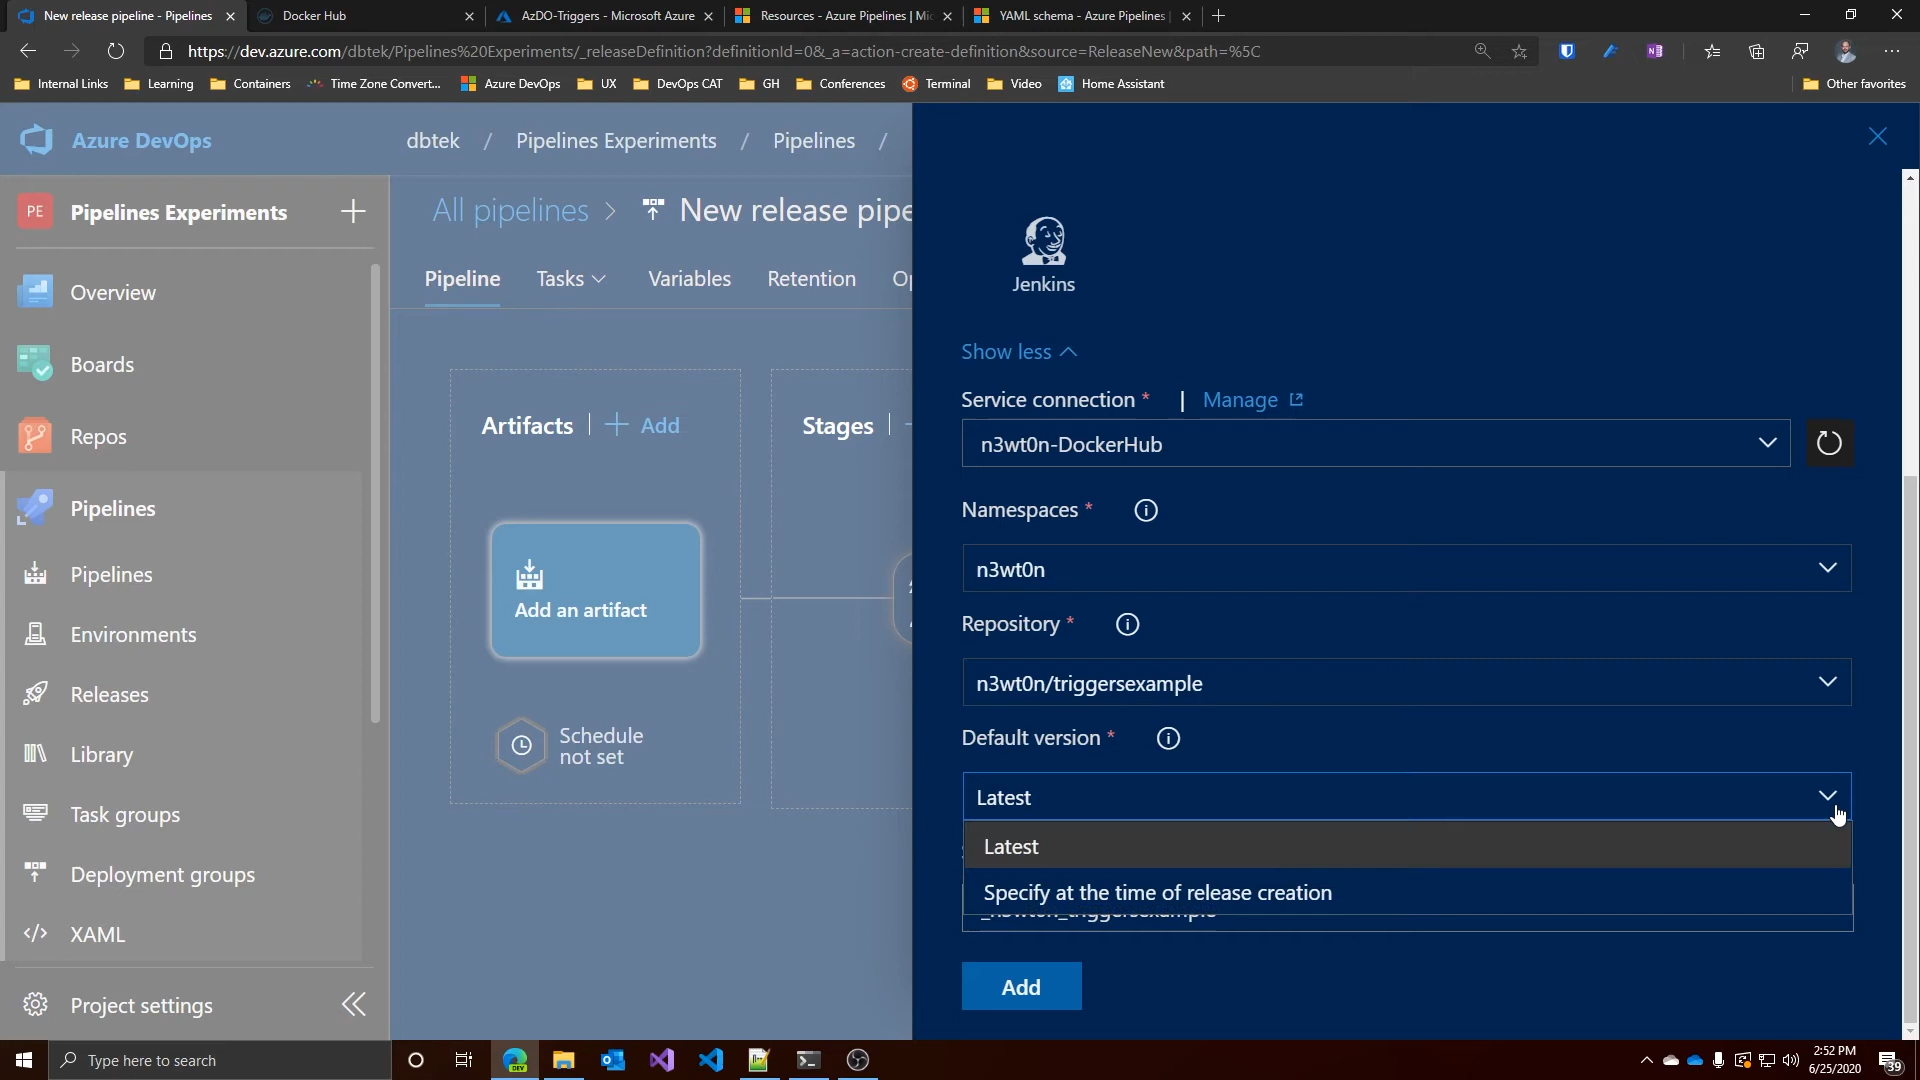 New release pipeline - Pipelines
Docker Hub
AzDO-Triggers - Microsoft Azure
Resources - Azure Pipelines | Mic
YAML schema - Azure Pipelines |
https://dev.azure.com/dbtek/Pipelines%20Experiments/_releaseDefinition?definitionId=0&_a=action-create-definition&source=ReleaseNew&path=%5C
Internal Links
Learning
Containers
Time Zone Convert...
Azure DevOps
UX
DevOps CAT
GH
Conferences
Terminal
Video
Home Assistant
Other favorites
Azure DevOps
dbtek / Pipelines Experiments / Pipelines /
PE
Pipelines Experiments
Overview
Boards
Repos
Pipelines
Pipelines
Environments
Releases
Library
Task groups
Deployment groups
XAML
Project settings
All pipelines > New release pipe
Pipeline
Tasks
Variables
Retention
Op
Artifacts | + Add
Stages |
Add an artifact
Schedule
not set
Jenkins
Show less
Service connection * | Manage
n3wt0n-DockerHub
Namespaces *
n3wt0n
Repository *
n3wt0n/triggersexample
Default version *
Latest
Latest
Specify at the time of release creation
Add
Type here to search
DEV
2:52 PM
6/25/2020
39